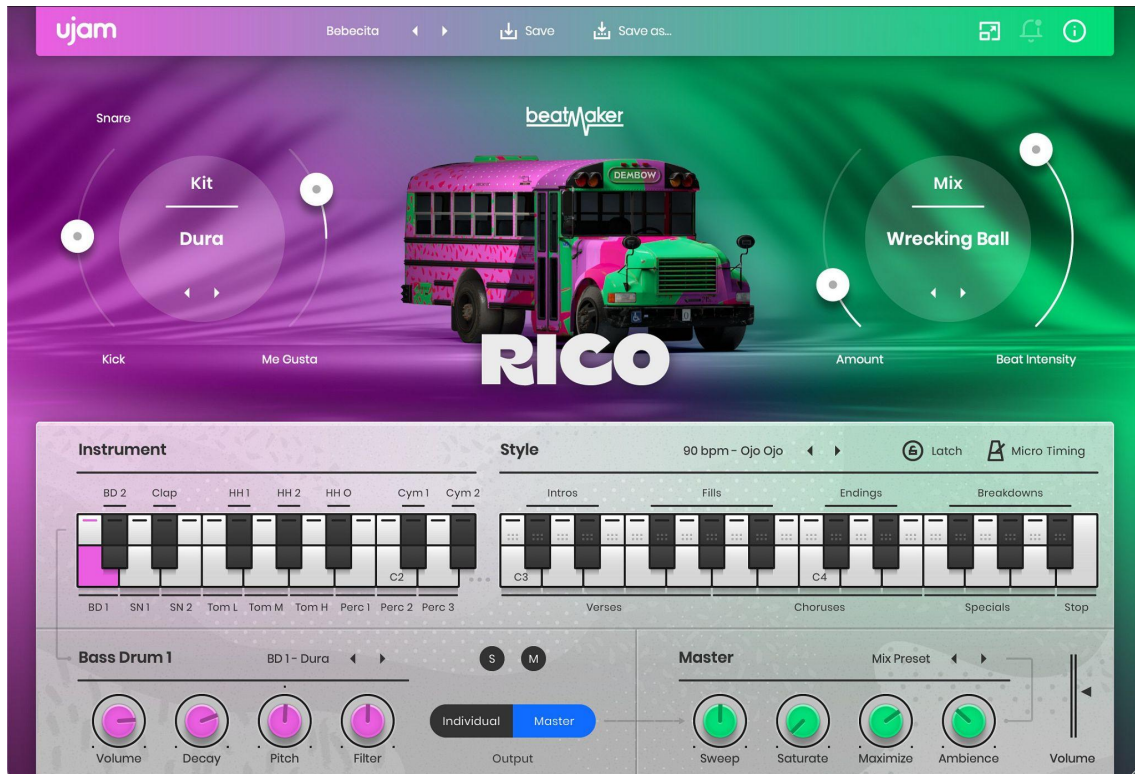 ujam
Bebecita
Save
Save as...
beatMaker
Snare
Kit
Dura
Kick
Me Gusta
DEMBOW
RICO
Mix
Wrecking Ball
Amount
Beat Intensity
Instrument
BD 2 Clap HH 1 HH 2 HH O Cym 1 Cym 2
C2
BD 1 SN 1 SN 2 Tom L Tom M Tom H Perc 1 Perc 2 Perc 3
Style
90 bpm - Ojo Ojo
Latch
Micro Timing
Intros Fills Endings Breakdowns
C3 C4
Verses Choruses Specials Stop
Bass Drum 1
BD 1 - Dura
S M
Volume Decay Pitch Filter
Individual Master
Output
Master
Mix Preset
Sweep Saturate Maximize Ambience
Volume